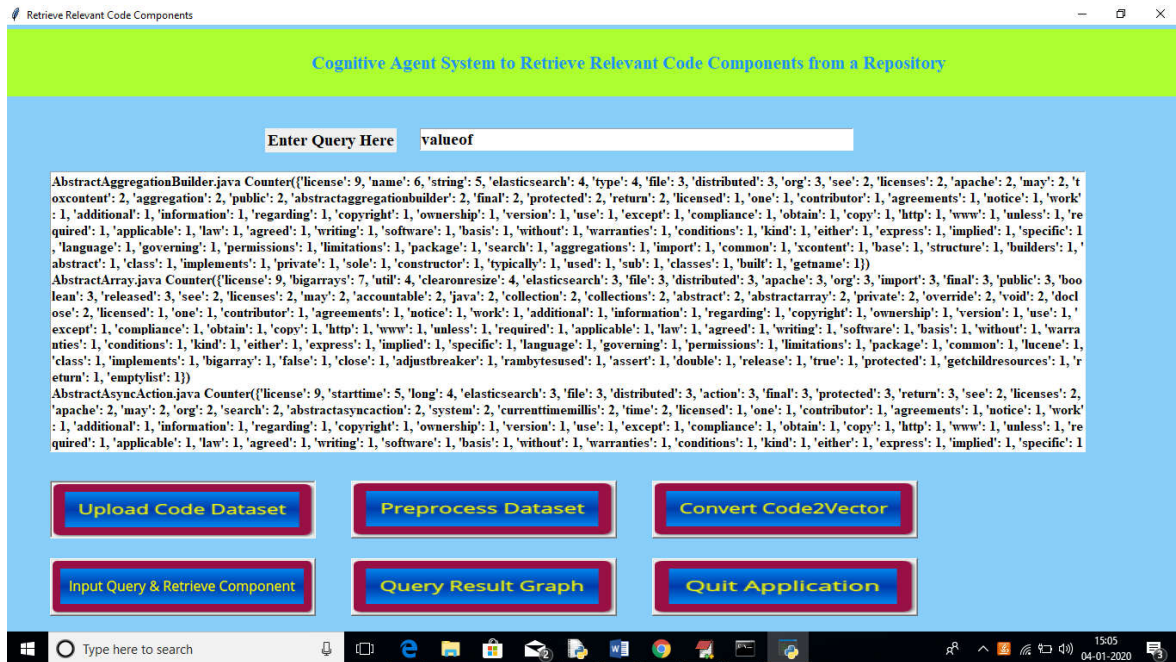 Retrieve Relevant Code Components
Cognitive Agent System to Retrieve Relevant Code Components from a Repository
Enter Query Here valueof
AbstractAggregationBuilder.java Counter({'license': 9, 'name': 6, 'string': 5, 'elasticsearch': 4, 'type': 4, 'file': 3, 'distributed': 3, 'org': 3, 'see': 2, 'licenses': 2, 'apache': 2, 'may': 2, 't
oxcontent': 2, 'aggregation': 2, 'public': 2, 'abstractaggregationbuilder': 2, 'final': 2, 'protected': 2, 'return': 2, 'licensed': 1, 'one': 1, 'contributor': 1, 'agreements': 1, 'notice': 1, 'work'
: 1, 'additional': 1, 'information': 1, 'regarding': 1, 'copyright': 1, 'ownership': 1, 'version': 1, 'use': 1, 'except': 1, 'compliance': 1, 'obtain': 1, 'copy': 1, 'http': 1, 'www': 1, 'unless': 1, 're
quired': 1, 'applicable': 1, 'law': 1, 'agreed': 1, 'writing': 1, 'software': 1, 'basis': 1, 'without': 1, 'warranties': 1, 'conditions': 1, 'kind': 1, 'either': 1, 'express': 1, 'implied': 1, 'specific': 1
, 'language': 1, 'governing': 1, 'permissions': 1, 'limitations': 1, 'package': 1, 'search': 1, 'aggregations': 1, 'import': 1, 'common': 1, 'xcontent': 1, 'base': 1, 'structure': 1, 'builders': 1, '
abstract': 1, 'class': 1, 'implements': 1, 'private': 1, 'sole': 1, 'constructor': 1, 'typically': 1, 'used': 1, 'sub': 1, 'classes': 1, 'built': 1, 'getname': 1})
AbstractArray.java Counter({'license': 9, 'bigarrays': 7, 'util': 4, 'clearonresize': 4, 'elasticsearch': 3, 'file': 3, 'distributed': 3, 'apache': 3, 'org': 3, 'import': 3, 'final': 3, 'public': 3, 'boo
lean': 3, 'released': 3, 'see': 2, 'licenses': 2, 'may': 2, 'accountable': 2, 'java': 2, 'collection': 2, 'collections': 2, 'abstract': 2, 'abstractarray': 2, 'private': 2, 'override': 2, 'void': 2, 'docl
ose': 2, 'licensed': 1, 'one': 1, 'contributor': 1, 'agreements': 1, 'notice': 1, 'work': 1, 'additional': 1, 'information': 1, 'regarding': 1, 'copyright': 1, 'ownership': 1, 'version': 1, 'use': 1, '
except': 1, 'compliance': 1, 'obtain': 1, 'copy': 1, 'http': 1, 'www': 1, 'unless': 1, 'required': 1, 'applicable': 1, 'law': 1, 'agreed': 1, 'writing': 1, 'software': 1, 'basis': 1, 'without': 1, 'warra
nties': 1, 'conditions': 1, 'kind': 1, 'either': 1, 'express': 1, 'implied': 1, 'specific': 1, 'language': 1, 'governing': 1, 'permissions': 1, 'limitations': 1, 'package': 1, 'common': 1, 'lucene': 1,
'class': 1, 'implements': 1, 'bigarray': 1, 'false': 1, 'close': 1, 'adjustbreaker': 1, 'rambytesused': 1, 'assert': 1, 'double': 1, 'release': 1, 'true': 1, 'protected': 1, 'getchildresources': 1, 'r
eturn': 1, 'emptylist': 1})
AbstractAsyncAction.java Counter({'license': 9, 'starttime': 5, 'long': 4, 'elasticsearch': 3, 'file': 3, 'distributed': 3, 'action': 3, 'final': 3, 'protected': 3, 'return': 3, 'see': 2, 'licenses': 2,
'apache': 2, 'may': 2, 'org': 2, 'search': 2, 'abstractasyncaction': 2, 'system': 2, 'currenttimemillis': 2, 'time': 2, 'licensed': 1, 'one': 1, 'contributor': 1, 'agreements': 1, 'notice': 1, 'work'
: 1, 'additional': 1, 'information': 1, 'regarding': 1, 'copyright': 1, 'ownership': 1, 'version': 1, 'use': 1, 'except': 1, 'compliance': 1, 'obtain': 1, 'copy': 1, 'http': 1, 'www': 1, 'unless': 1, 're
quired': 1, 'applicable': 1, 'law': 1, 'agreed': 1, 'writing': 1, 'software': 1, 'basis': 1, 'without': 1, 'warranties': 1, 'conditions': 1, 'kind': 1, 'either': 1, 'express': 1, 'implied': 1, 'specific': 1
Upload Code Dataset Preprocess Dataset Convert Code2Vector
Input Query & Retrieve Component Query Result Graph Quit Application
Type here to search
15:05
04-01-2020